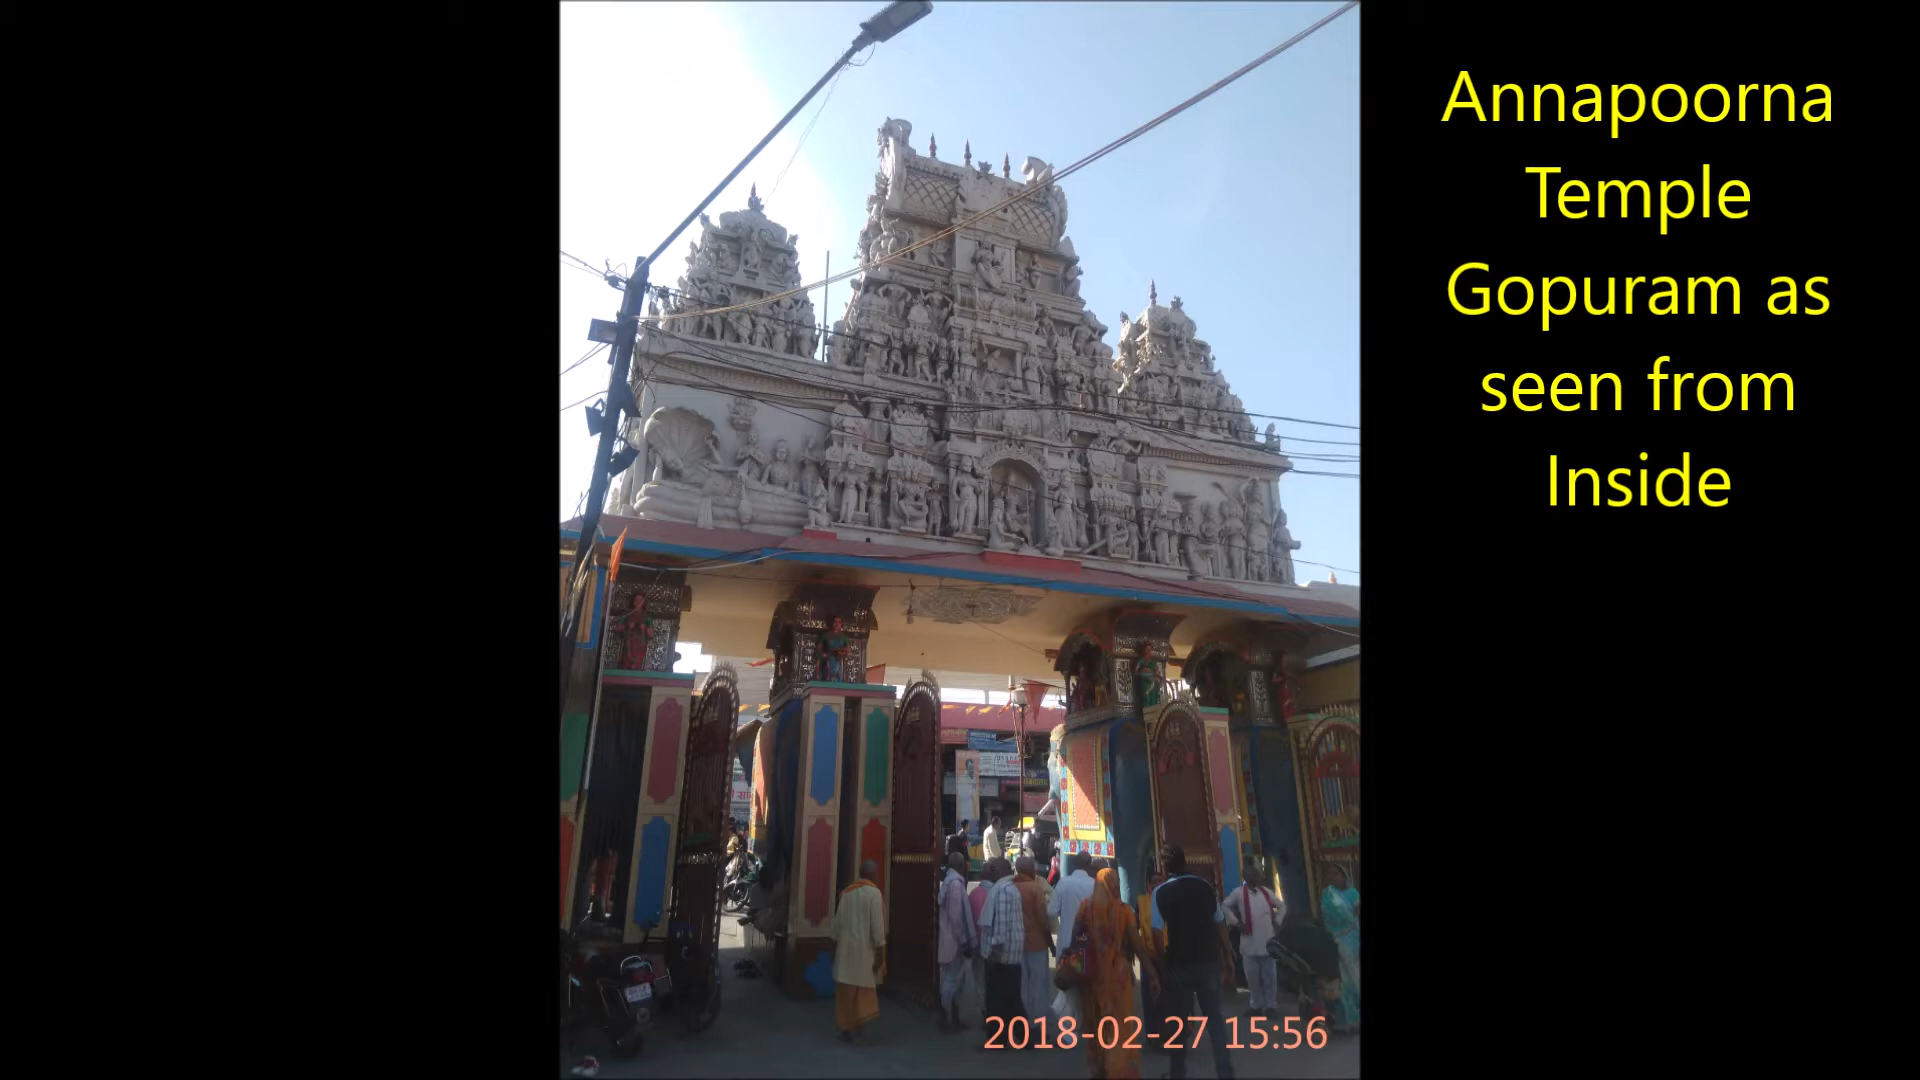 Annapoorna
Temple
Gopuram as
seen from
Inside
2018-02-27 15:56